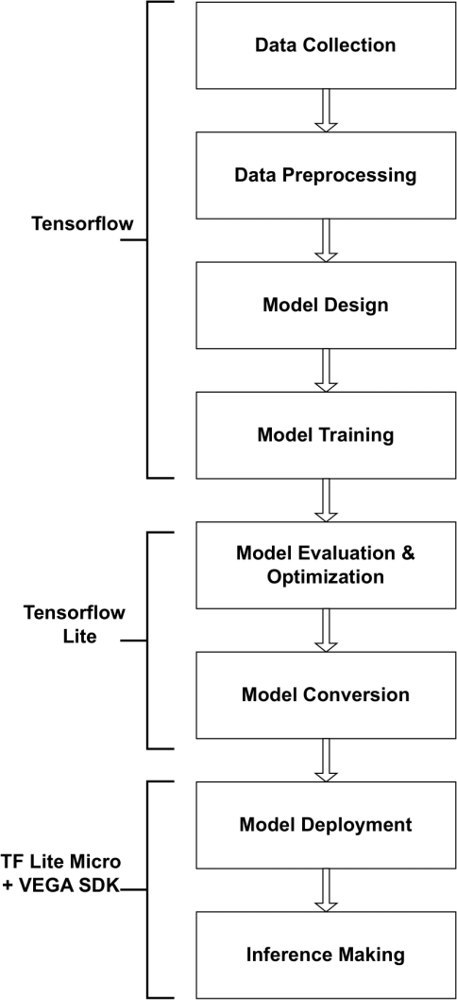 Data Collection
Data Preprocessing
Tensorflow
Model Design
Model Training
Model Evaluation &
Optimization
Tensorflow
Lite
Model Conversion
Model Deployment
TF Lite Micro
+ VEGA SDK
Inference Making